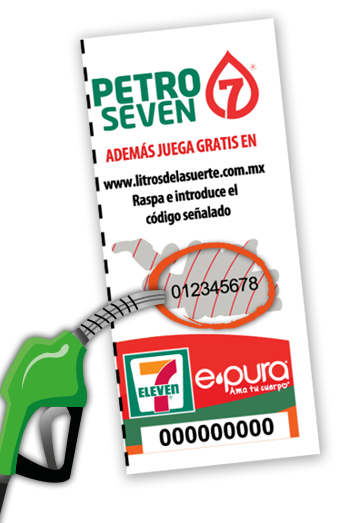 PETRO
SEVEN
7
®
ADEMÁS JUEGA GRATIS EN
www.litrosdelasuerte.com.mx
Raspa e introduce el
código señalado
012345678
7
ELEVEN
e•pura
Ama tu cuerpo®
000000000